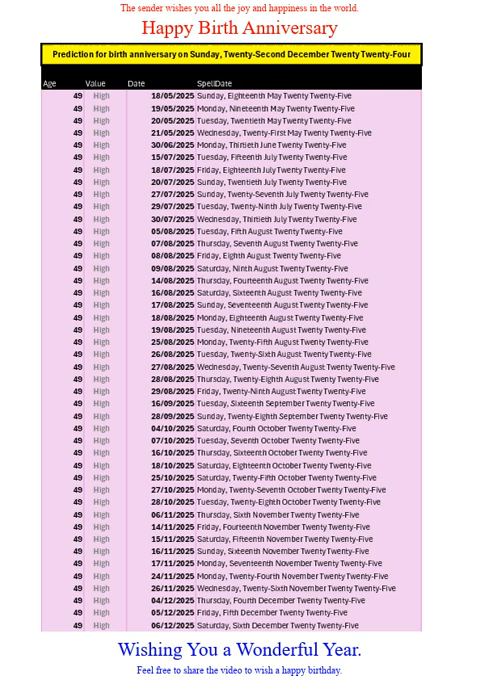 The sender wishes you all the joy and happiness in the world.
Happy Birth Anniversary
Prediction for birth anniversary on Sunday, Twenty-Second December Twenty Twenty-Four
Age Value Date SpellDate
49 High 18/05/2025 Sunday, Eighteenth May Twenty Twenty-Five
49 High 19/05/2025 Monday, Nineteenth May Twenty Twenty-Five
49 High 20/05/2025 Tuesday, Twentieth May Twenty Twenty-Five
49 High 21/05/2025 Wednesday, Twenty-First May Twenty Twenty-Five
49 High 30/06/2025 Monday, Thirtieth June Twenty Twenty-Five
49 High 15/07/2025 Tuesday, Fifteenth July Twenty Twenty-Five
49 High 18/07/2025 Friday, Eighteenth July Twenty Twenty-Five
49 High 20/07/2025 Sunday, Twentieth July Twenty Twenty-Five
49 High 27/07/2025 Sunday, Twenty-Seventh July Twenty Twenty-Five
49 High 29/07/2025 Tuesday, Twenty-Ninth July Twenty Twenty-Five
49 High 30/07/2025 Wednesday, Thirtieth July Twenty Twenty-Five
49 High 05/08/2025 Tuesday, Fifth August Twenty Twenty-Five
49 High 07/08/2025 Thursday, Seventh August Twenty Twenty-Five
49 High 08/08/2025 Friday, Eighth August Twenty Twenty-Five
49 High 09/08/2025 Saturday, Ninth August Twenty Twenty-Five
49 High 14/08/2025 Thursday, Fourteenth August Twenty Twenty-Five
49 High 16/08/2025 Saturday, Sixteenth August Twenty Twenty-Five
49 High 17/08/2025 Sunday, Seventeenth August Twenty Twenty-Five
49 High 18/08/2025 Monday, Eighteenth August Twenty Twenty-Five
49 High 19/08/2025 Tuesday, Nineteenth August Twenty Twenty-Five
49 High 25/08/2025 Monday, Twenty-Fifth August Twenty Twenty-Five
49 High 26/08/2025 Tuesday, Twenty-Sixth August Twenty Twenty-Five
49 High 27/08/2025 Wednesday, Twenty-Seventh August Twenty Twenty-Five
49 High 28/08/2025 Thursday, Twenty-Eighth August Twenty Twenty-Five
49 High 29/08/2025 Friday, Twenty-Ninth August Twenty Twenty-Five
49 High 16/09/2025 Tuesday, Sixteenth September Twenty Twenty-Five
49 High 28/09/2025 Sunday, Twenty-Eighth September Twenty Twenty-Five
49 High 04/10/2025 Saturday, Fourth October Twenty Twenty-Five
49 High 07/10/2025 Tuesday, Seventh October Twenty Twenty-Five
49 High 16/10/2025 Thursday, Sixteenth October Twenty Twenty-Five
49 High 18/10/2025 Saturday, Eighteenth October Twenty Twenty-Five
49 High 25/10/2025 Saturday, Twenty-Fifth October Twenty Twenty-Five
49 High 27/10/2025 Monday, Twenty-Seventh October Twenty Twenty-Five
49 High 28/10/2025 Tuesday, Twenty-Eighth October Twenty Twenty-Five
49 High 06/11/2025 Thursday, Sixth November Twenty Twenty-Five
49 High 14/11/2025 Friday, Fourteenth November Twenty Twenty-Five
49 High 15/11/2025 Saturday, Fifteenth November Twenty Twenty-Five
49 High 16/11/2025 Sunday, Sixteenth November Twenty Twenty-Five
49 High 17/11/2025 Monday, Seventeenth November Twenty Twenty-Five
49 High 24/11/2025 Monday, Twenty-Fourth November Twenty Twenty-Five
49 High 26/11/2025 Wednesday, Twenty-Sixth November Twenty Twenty-Five
49 High 04/12/2025 Thursday, Fourth December Twenty Twenty-Five
49 High 05/12/2025 Friday, Fifth December Twenty Twenty-Five
49 High 06/12/2025 Saturday, Sixth December Twenty Twenty-Five
Wishing You a Wonderful Year.
Feel free to share the video to wish a happy birthday.